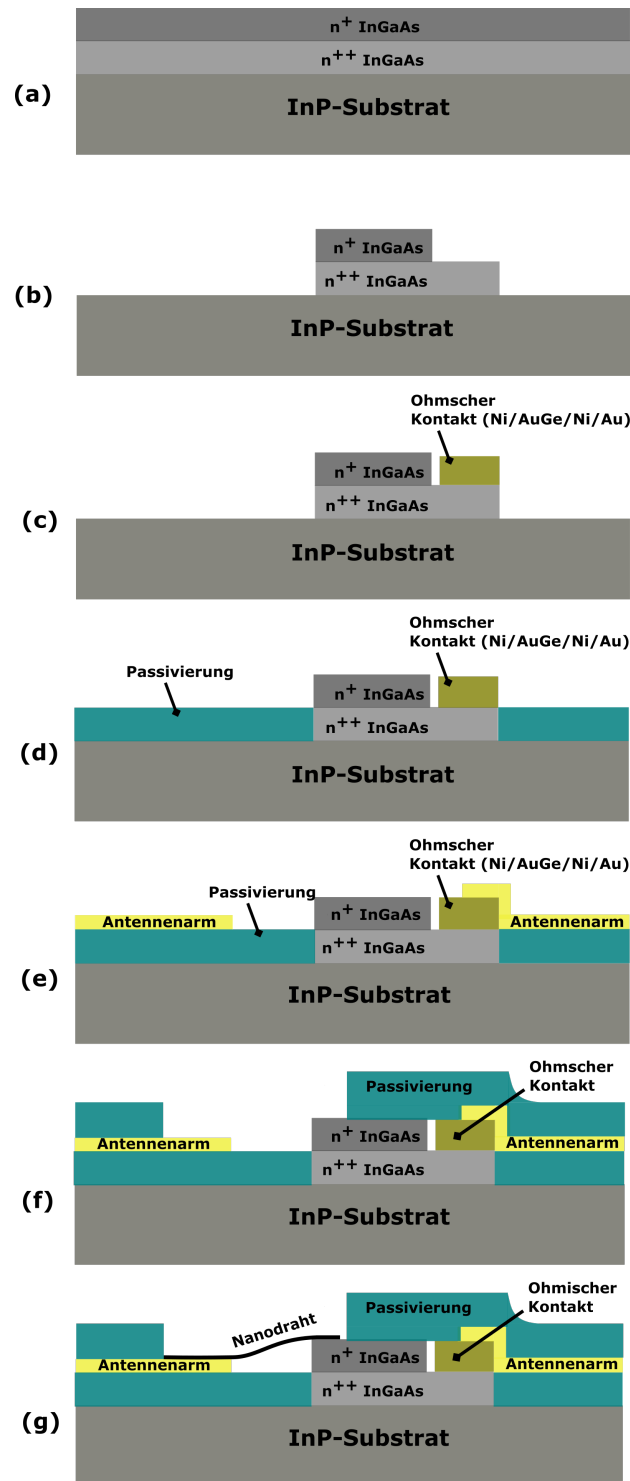 n+ InGaAs
n++ InGaAs
(a)
InP-Substrat
n+ InGaAs
n++ InGaAs
(b)
InP-Substrat
Ohmscher
Kontakt (Ni/AuGe/Ni/Au)
n+ InGaAs
n++ InGaAs
(c)
InP-Substrat
Ohmscher
Kontakt (Ni/AuGe/Ni/Au)
Passivierung
n+ InGaAs
n++ InGaAs
(d)
InP-Substrat
Ohmscher
Kontakt (Ni/AuGe/Ni/Au)
Passivierung
Antennenarm
n+ InGaAs
Antennenarm
n++ InGaAs
(e)
InP-Substrat
Ohmscher
Kontakt
Passivierung
n+ InGaAs
Antennenarm
Antennenarm
n++ InGaAs
(f)
InP-Substrat
Ohmischer
Kontakt
Passivierung
Nanodraht
n+ InGaAs
Antennenarm
Antennenarm
n++ InGaAs
(g)
InP-Substrat